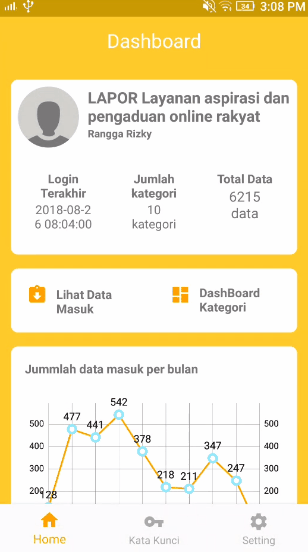 34 3:08 PM
Dashboard
LAPOR Layanan aspirasi dan
pengaduan online rakyat
Rangga Rizky
Login
Terakhir
2018-08-2
6 08:04:00
Jumlah
kategori
10
kategori
Total Data
6215
data
Lihat Data
Masuk
DashBoard
Kategori
Jummlah data masuk per bulan
542
477
441
378
347
247
218
211
128
500
400
300
200
500
400
300
200
Home
Kata Kunci
Setting